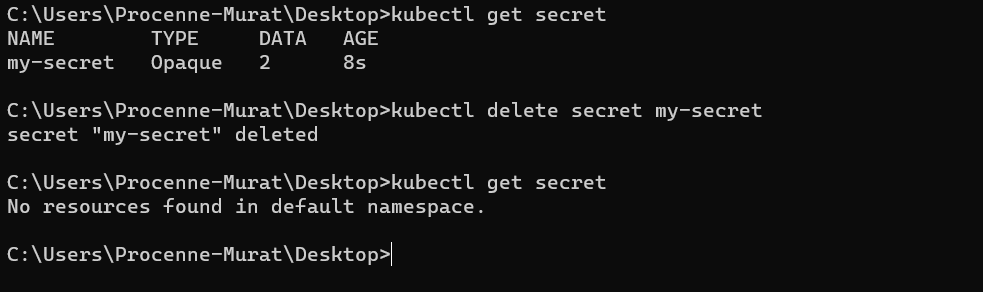 C:\Users\Procenne-Murat\Desktop>kubectl get secret
NAME        TYPE     DATA   AGE
my-secret   Opaque   2      8s
C:\Users\Procenne-Murat\Desktop>kubectl delete secret my-secret
secret "my-secret" deleted
C:\Users\Procenne-Murat\Desktop>kubectl get secret
No resources found in default namespace.
C:\Users\Procenne-Murat\Desktop>